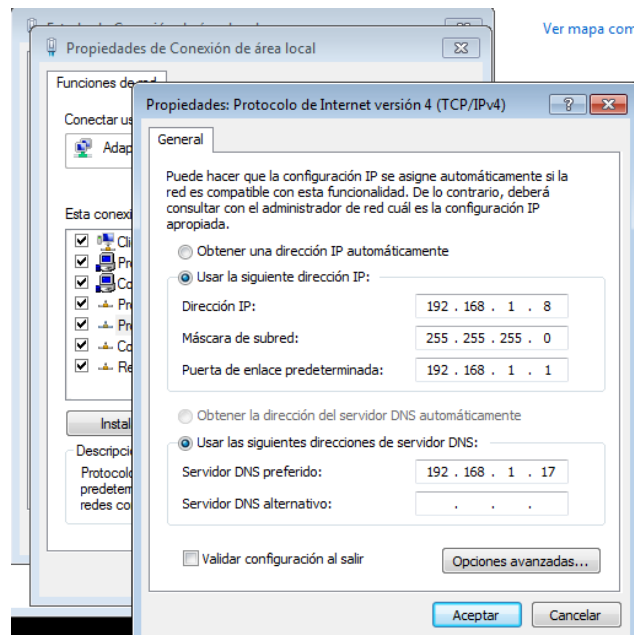 Ver mapa com
Propiedades de Conexión de área local
Funciones de red
Conectar us
Adap
Esta conexi
Cli
Pr
Co
Pr
Pr
Co
Re
Instal
Descripci
Protocolo
predeterm
redes co
Propiedades: Protocolo de Internet versión 4 (TCP/IPv4)
General
Puede hacer que la configuración IP se asigne automáticamente si la
red es compatible con esta funcionalidad. De lo contrario, deberá
consultar con el administrador de red cuál es la configuración IP
apropiada.
Obtener una dirección IP automáticamente
Usar la siguiente dirección IP:
Dirección IP: 192 . 168 . 1 . 8
Máscara de subred: 255 . 255 . 255 . 0
Puerta de enlace predeterminada: 192 . 168 . 1 . 1
Obtener la dirección del servidor DNS automáticamente
Usar las siguientes direcciones de servidor DNS:
Servidor DNS preferido: 192 . 168 . 1 . 17
Servidor DNS alternativo: . . .
Validar configuración al salir
Opciones avanzadas...
Aceptar Cancelar